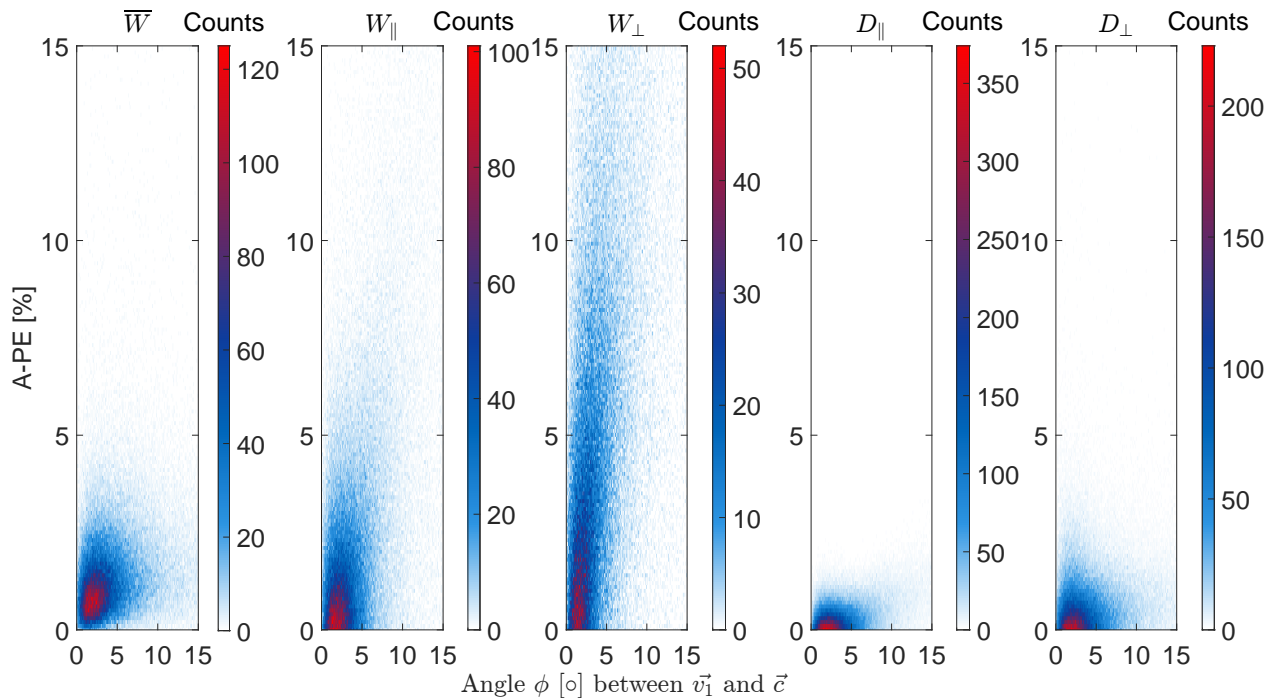 W̅ Counts W∥ Counts W⊥ Counts D∥ Counts D⊥ Counts
15 10 5 0
0 5 10 15
120 100 80 60 40 20 0
15 10 5 0
0 5 10 15
100 80 60 40 20 0
15 10 5 0
0 5 10 15
50 40 30 20 10 0
15 10 5 0
0 5 10 15
350 300 250 200 150 100 50 0
15 10 5 0
0 5 10 15
200 150 100 50 0
A-PE [%]
Angle ϕ [∘] between v⃗₁ and c⃗